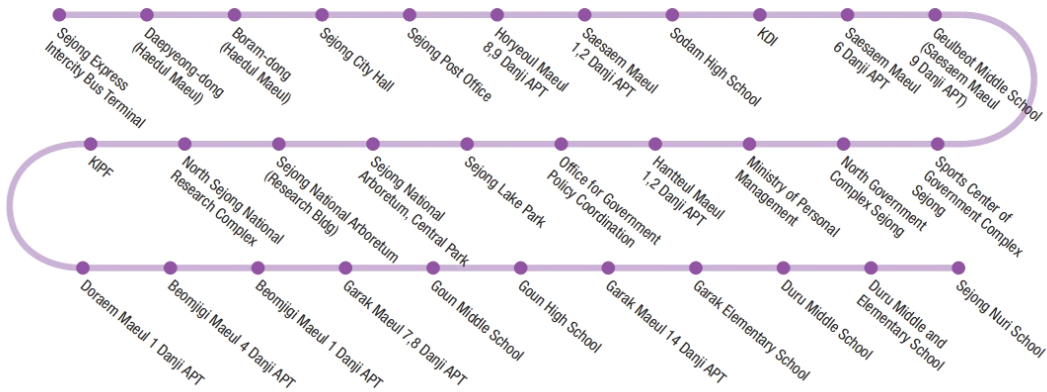 Sejong Express
Intercity Bus Terminal
Daepyeong-dong
(Haedul Maeul)
Boram-dong
(Haedul Maeul)
Sejong City Hall
Sejong Post Office
Horyeoul Maeul
8,9 Danji APT
Saesaem Maeul
1,2 Danji APT
Sodam High School
KDI
Saesaem Maeul
6 Danji APT
Geulbeot Middle School
(Saesaem Maeul
9 Danji APT)
KIPF
North Sejong National
Research Complex
Sejong National Arboretum
(Research Bldg)
Sejong National
Arboretum, Central Park
Sejong Lake Park
Office for Government
Policy Coordination
Hantteul Maeul
1,2 Danji APT
Ministry of Personal
Management
North Government
Complex Sejong
Sports Center of
Government Complex
Sejong
Doraem Maeul 1 Danji APT
Beomjigi Maeul 4 Danji APT
Beomjigi Maeul 1 Danji APT
Garak Maeul 7,8 Danji APT
Goun Middle School
Goun High School
Garak Maeul 14 Danji APT
Garak Elementary School
Duru Middle School
Duru Middle and
Elementary School
Sejong Nuri School